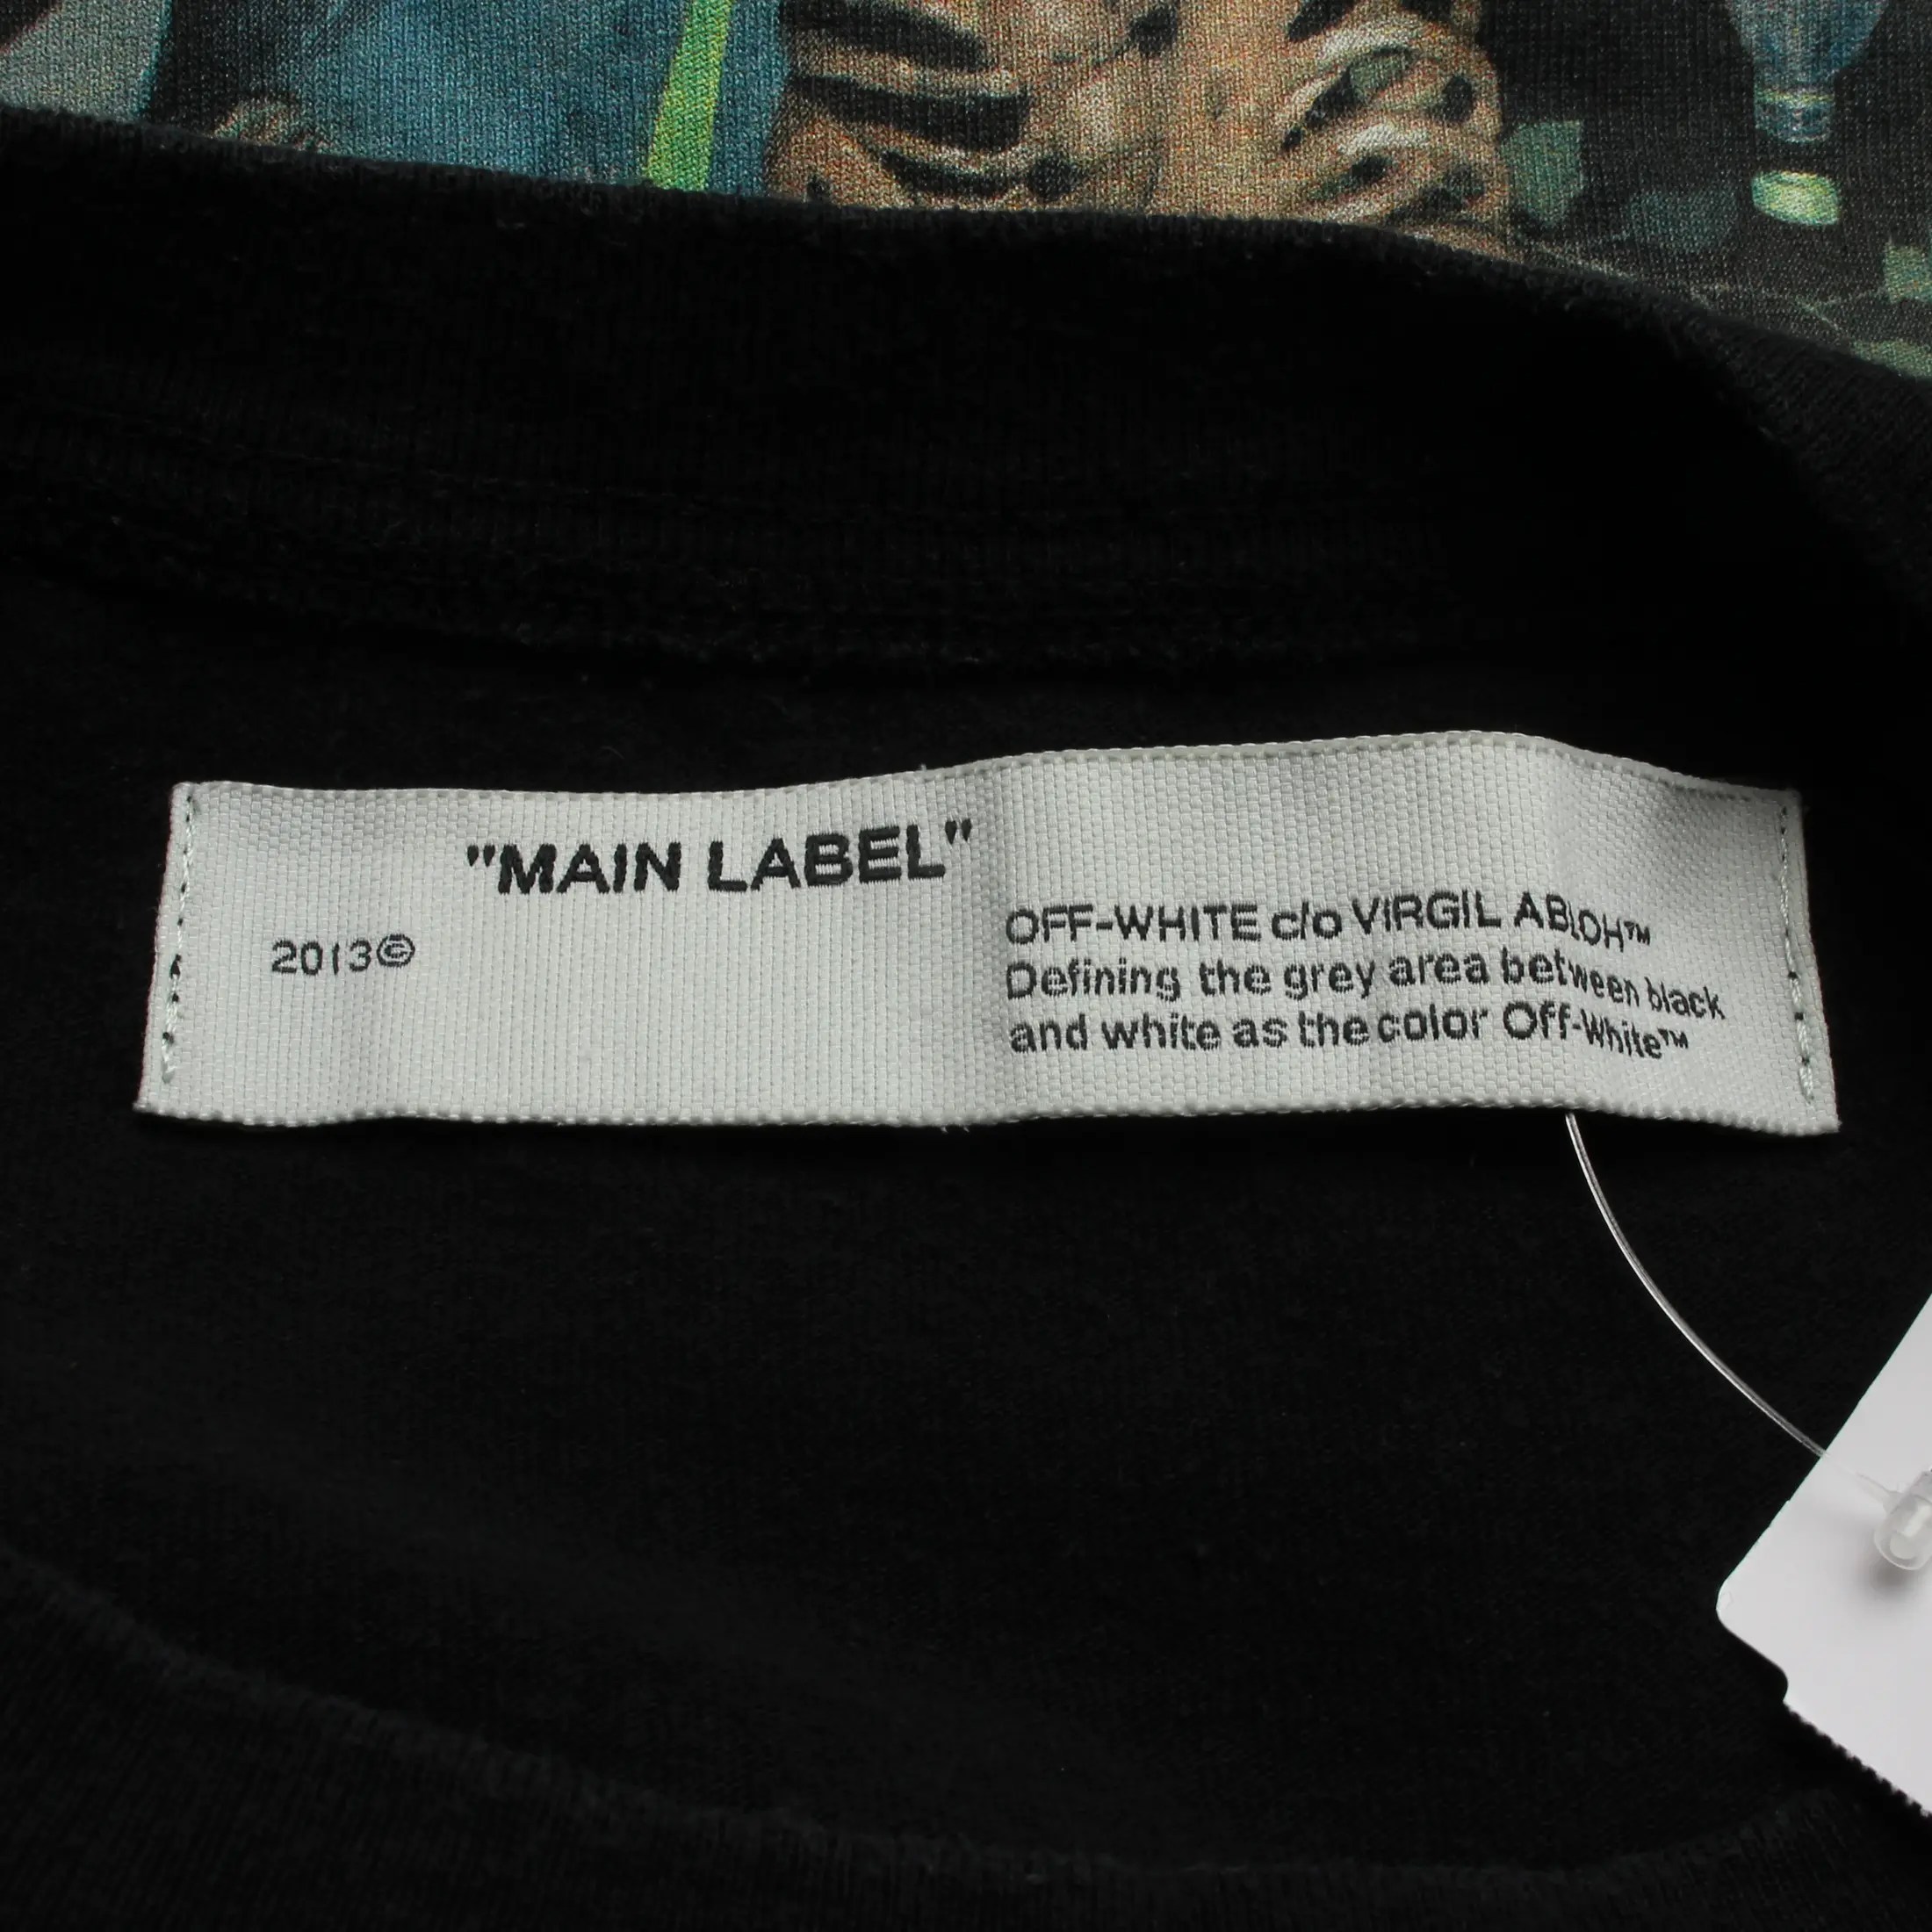 "MAIN LABEL"
2013©
OFF-WHITE c/o VIRGIL ABLOH™
Defining the grey area between black
and white as the color Off-White™